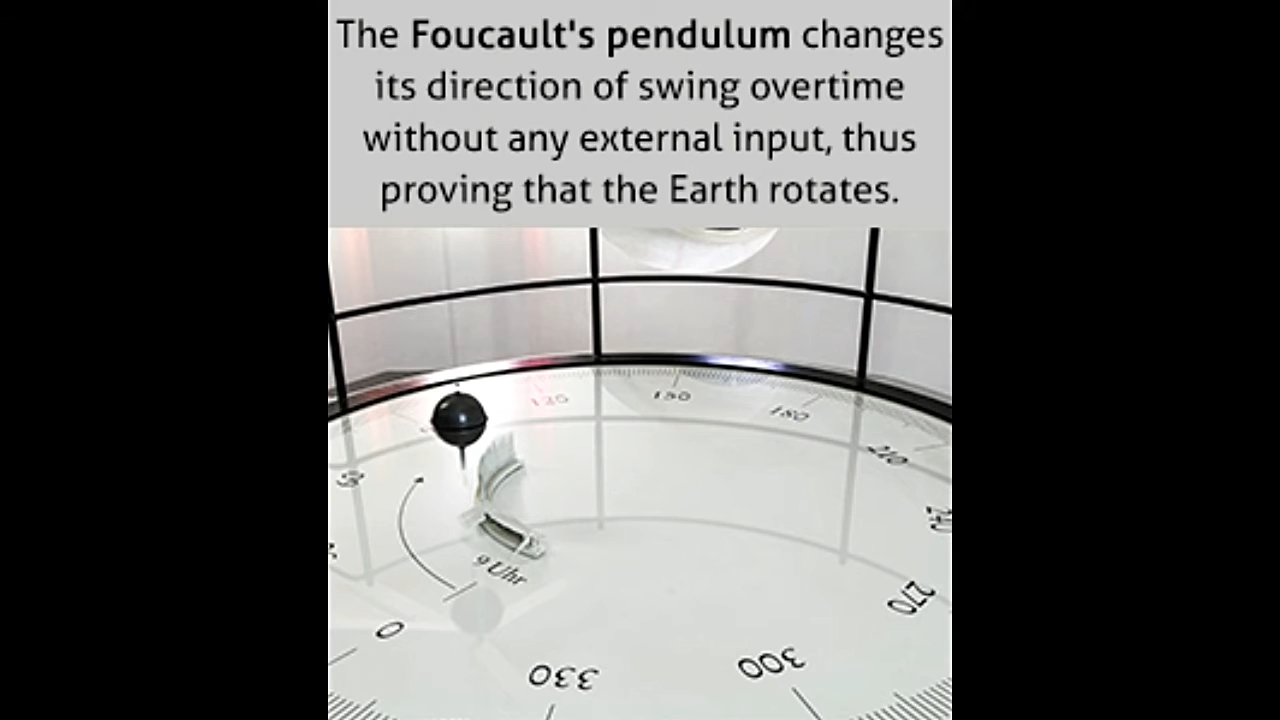 The Foucault's pendulum changes
its direction of swing overtime
without any external input, thus
proving that the Earth rotates.
120
150
180
210
240
270
300
330
0
9 Uhr